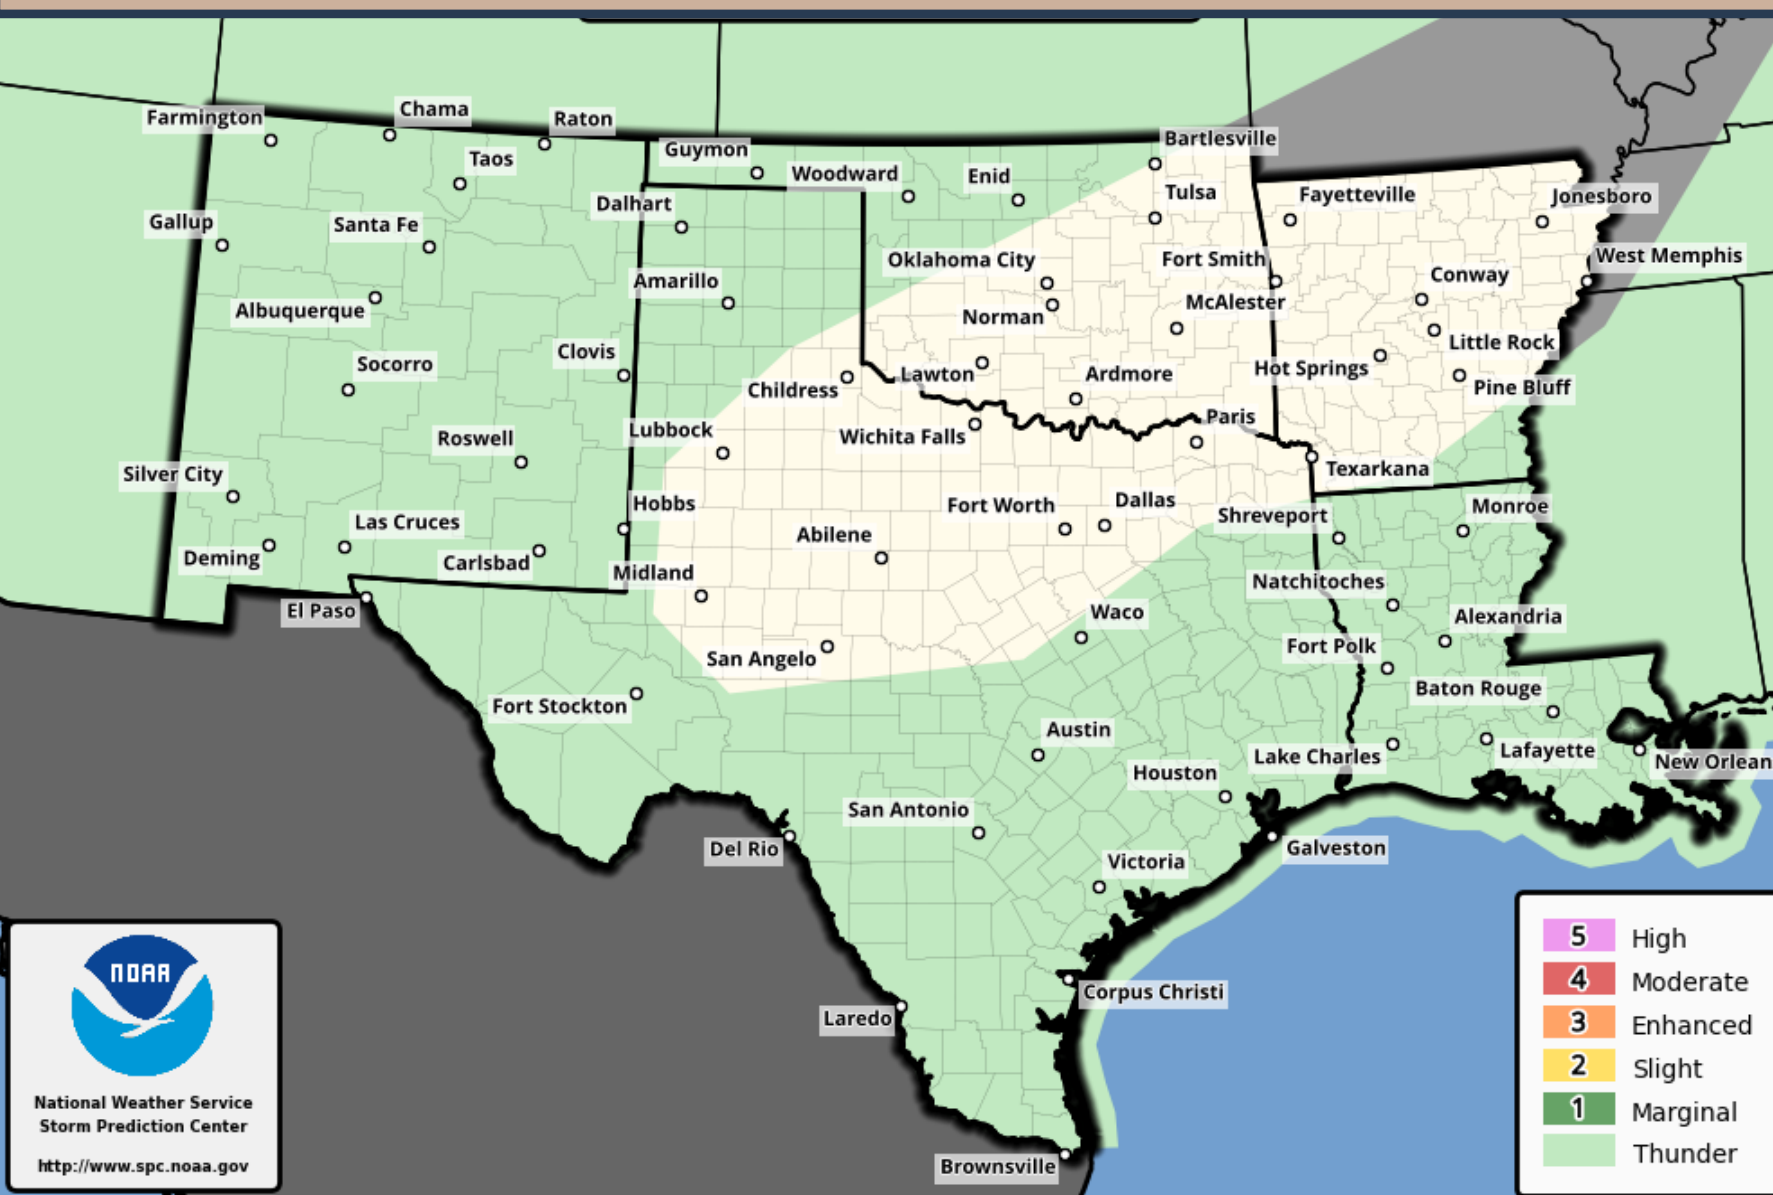 Farmington
Chama
Raton
Bartlesville
Guymon
Taos
Woodward
Enid
Tulsa
Fayetteville
Jonesboro
Dalhart
Gallup
Santa Fe
Oklahoma City
Fort Smith
West Memphis
Amarillo
Conway
McAlester
Albuquerque
Norman
Little Rock
Clovis
Socorro
Hot Springs
Lawton
Ardmore
Childress
Pine Bluff
Paris
Lubbock
Wichita Falls
Roswell
Texarkana
Silver City
Hobbs
Fort Worth
Dallas
Monroe
Shreveport
Las Cruces
Abilene
Deming
Carlsbad
Midland
Natchitoches
El Paso
Waco
Alexandria
Fort Polk
San Angelo
Baton Rouge
Fort Stockton
Austin
Lafayette
Lake Charles
New Orlean
Houston
San Antonio
Del Rio
Galveston
Victoria
Corpus Christi
Laredo
Brownsville
NOAA
National Weather Service
Storm Prediction Center
http://www.spc.noaa.gov
5 High
4 Moderate
3 Enhanced
2 Slight
1 Marginal
Thunder